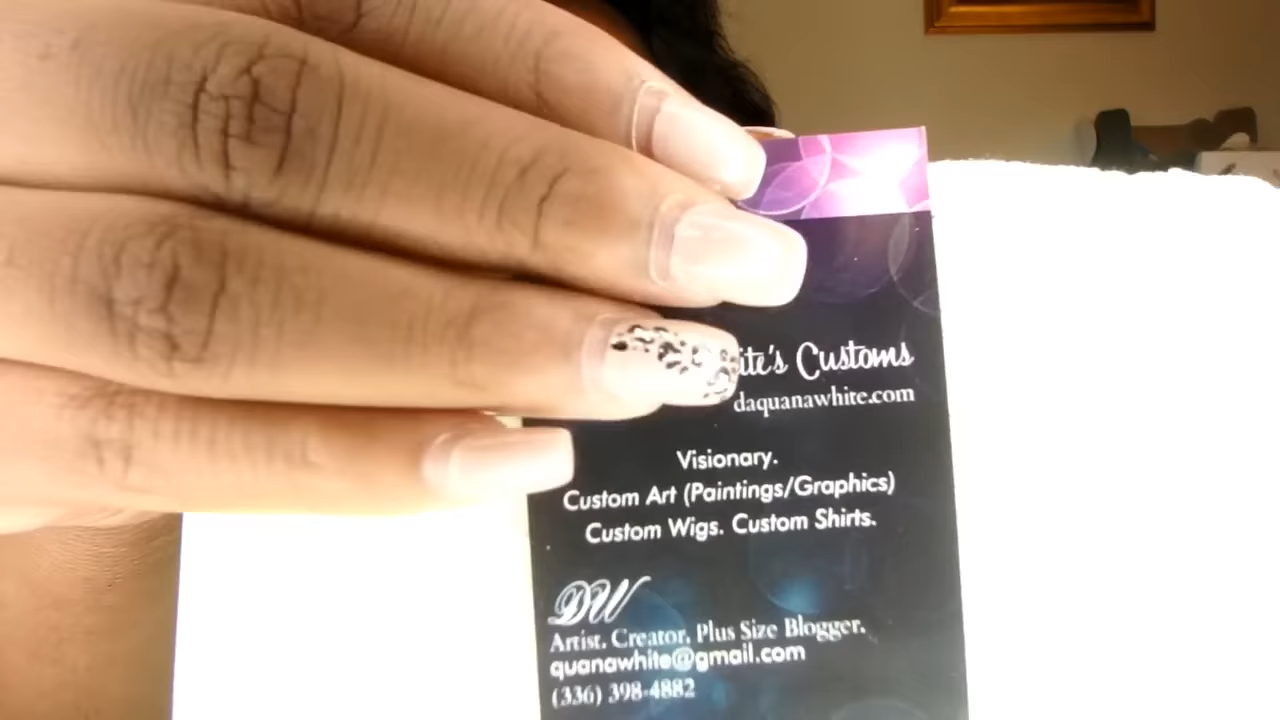 Customs
daquanawhite.com
Visionary.
Custom Art (Paintings/Graphics)
Custom Wigs. Custom Shirts.
DW
Artist. Creator. Plus Size Blogger.
quanawhite@gmail.com
(336) 398-4882